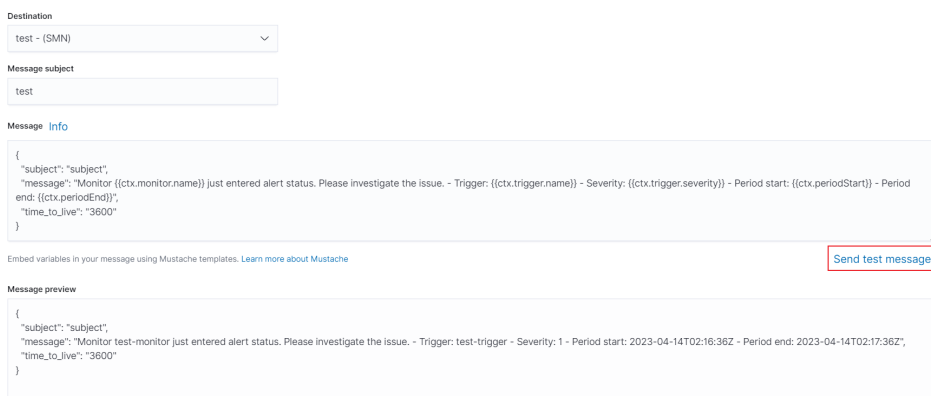 Destination
test - (SMN)
Message subject
test
Message Info
{
"subject": "subject",
"message": "Monitor {{ctx.monitor.name}} just entered alert status. Please investigate the issue. - Trigger: {{ctx.trigger.name}} - Severity: {{ctx.trigger.severity}} - Period start: {{ctx.periodStart}} - Period
end: {{ctx.periodEnd}}",
"time_to_live": "3600"
}
Embed variables in your message using Mustache templates. Learn more about Mustache
Send test message
Message preview
{
"subject": "subject",
"message": "Monitor test-monitor just entered alert status. Please investigate the issue. - Trigger: test-trigger - Severity: 1 - Period start: 2023-04-14T02:16:36Z - Period end: 2023-04-14T02:17:36Z",
"time_to_live": "3600"
}